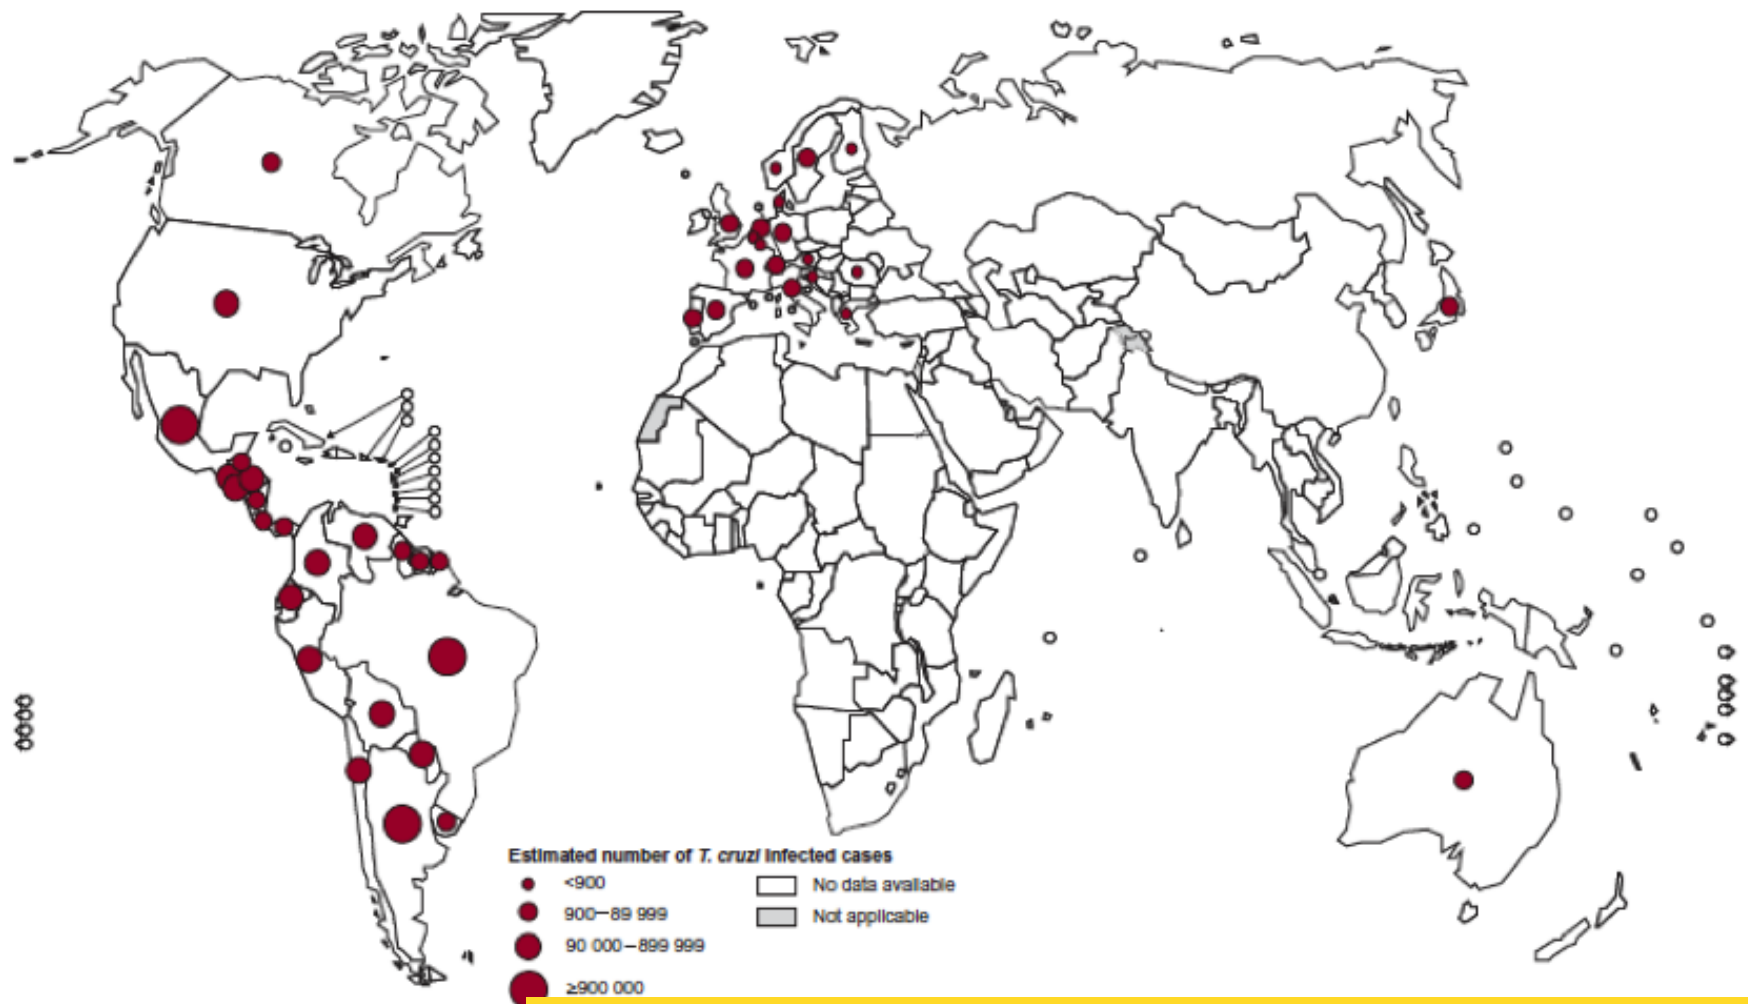 Estimated number of T. cruzi infected cases
<900
900–89 999
90 000–899 999
≥900 000
No data available
Not applicable